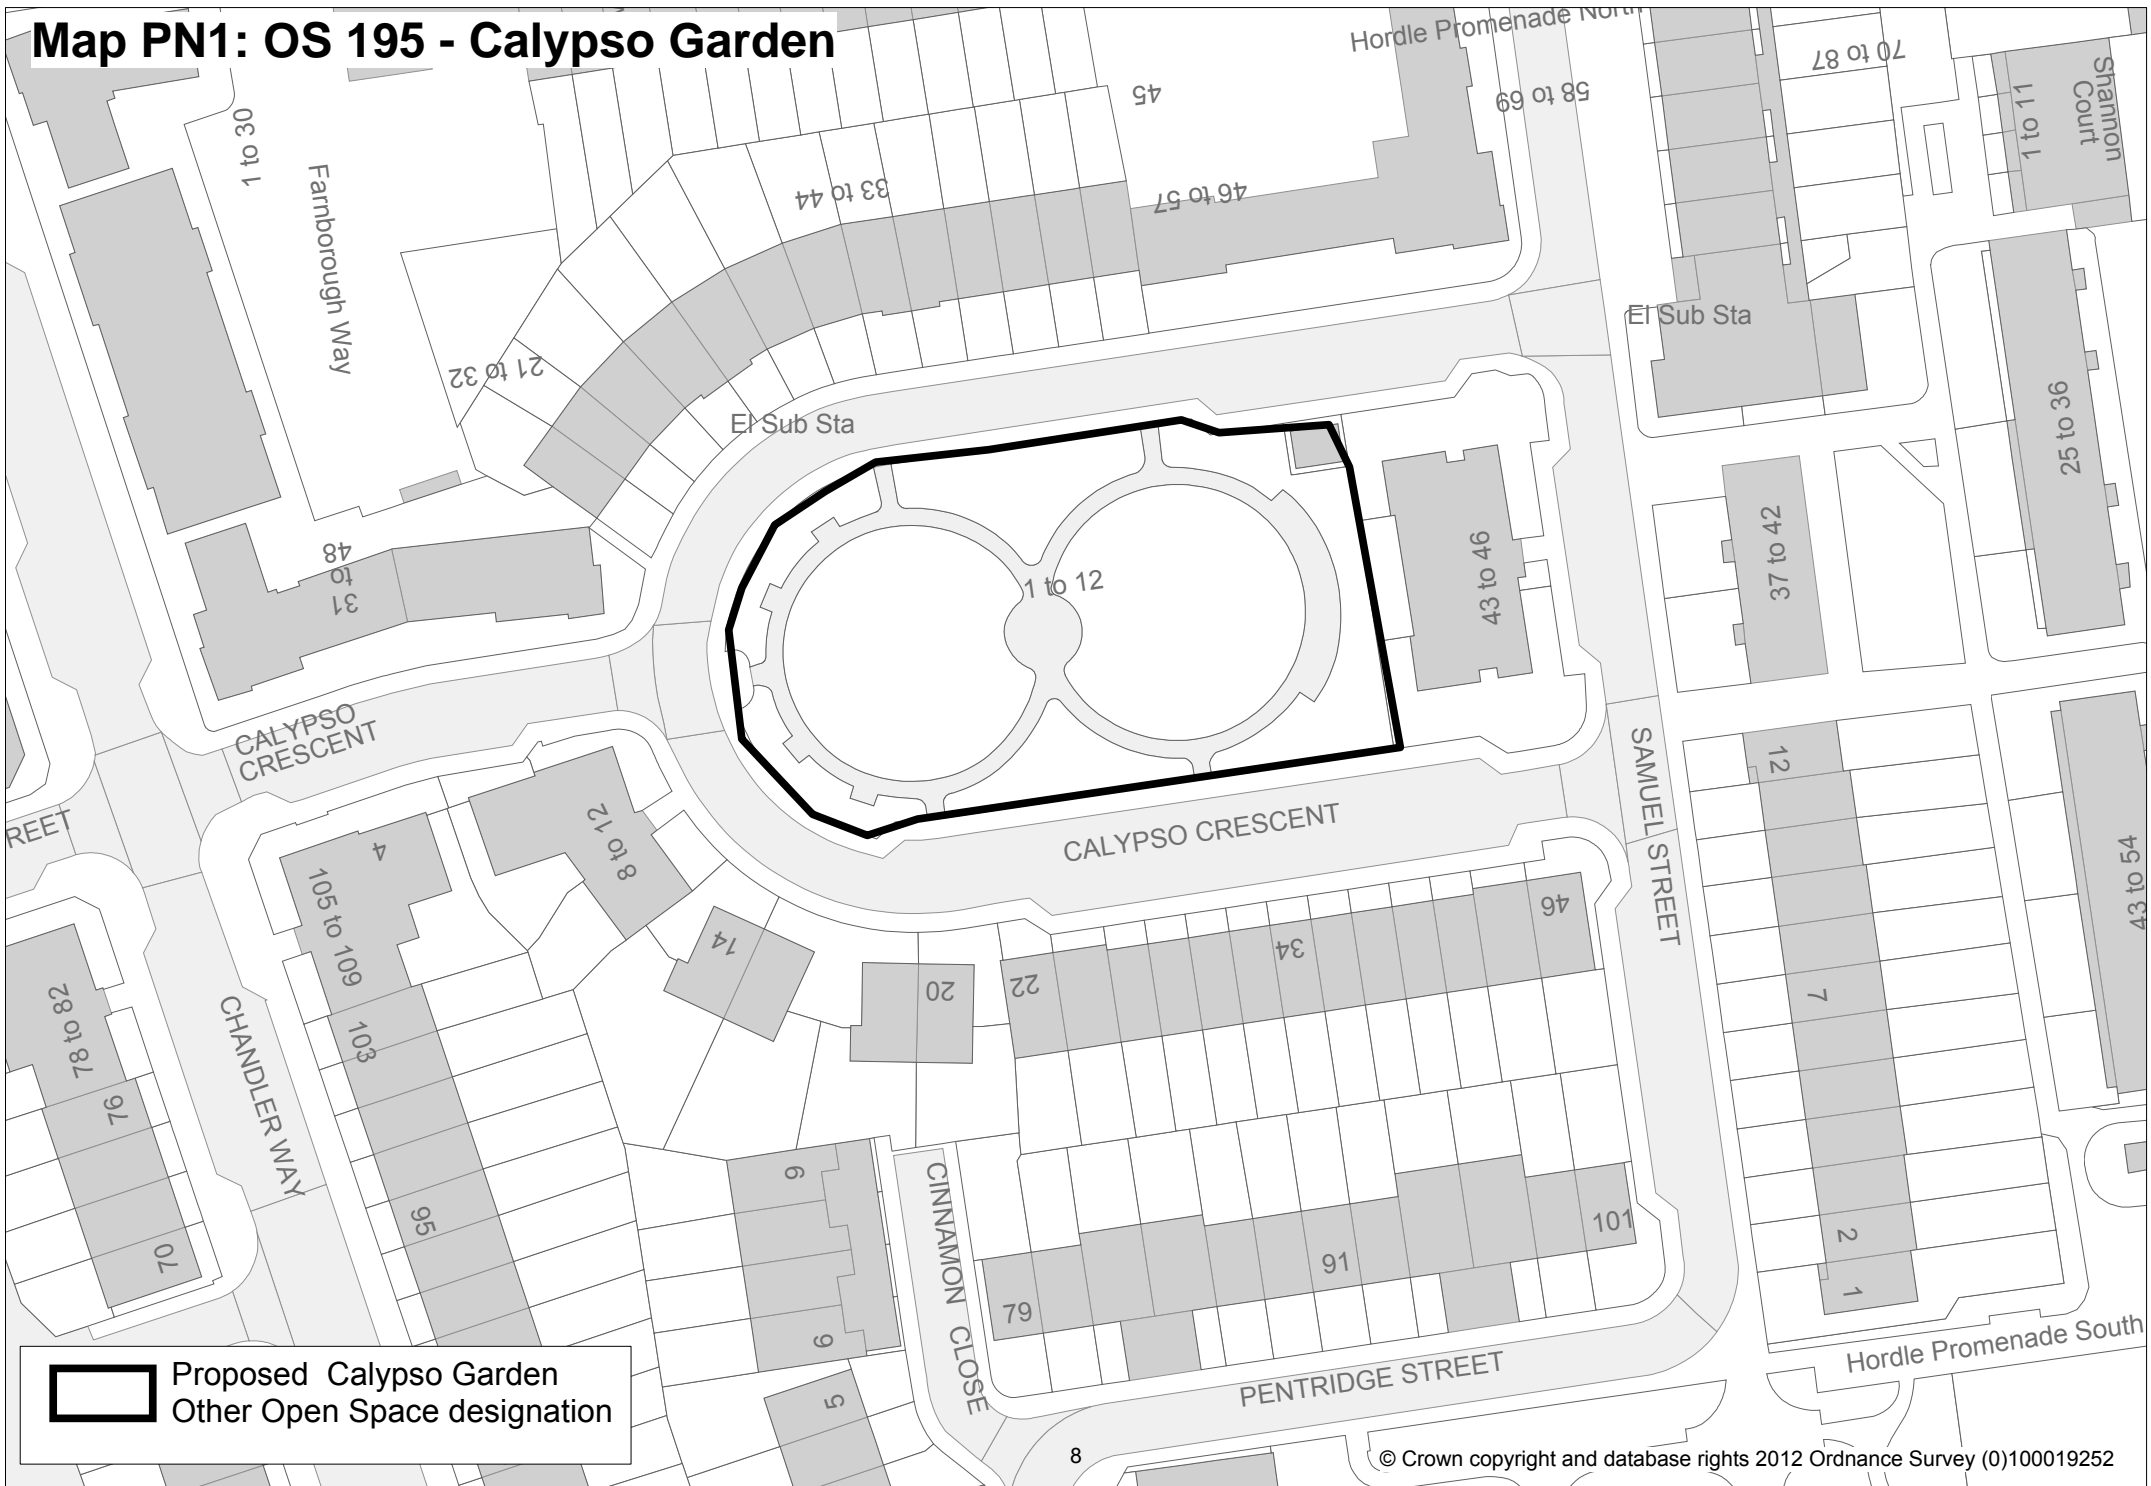 Map PN1: OS 195 - Calypso Garden
Hordle Promenade North
70 to 87
Shannon
Court
1 to 11
58 to 69
45
1 to 30
Farnborough Way
33 to 44
46 to 57
El Sub Sta
21 to 32
El Sub Sta
25 to 36
37 to 42
43 to 46
31
to
48
1 to 12
CALYPSO
CRESCENT
SAMUEL STREET
12
REET
8 to 12
4
CALYPSO CRESCENT
105 to 109
43 to 54
46
34
14
20
22
7
78 to 82
CHANDLER WAY
103
76
95
70
6
9
5
CINNAMON CLOSE
79
91
101
2
1
PENTRIDGE STREET
Hordle Promenade South
Proposed Calypso Garden
Other Open Space designation
8
© Crown copyright and database rights 2012 Ordnance Survey (0)100019252